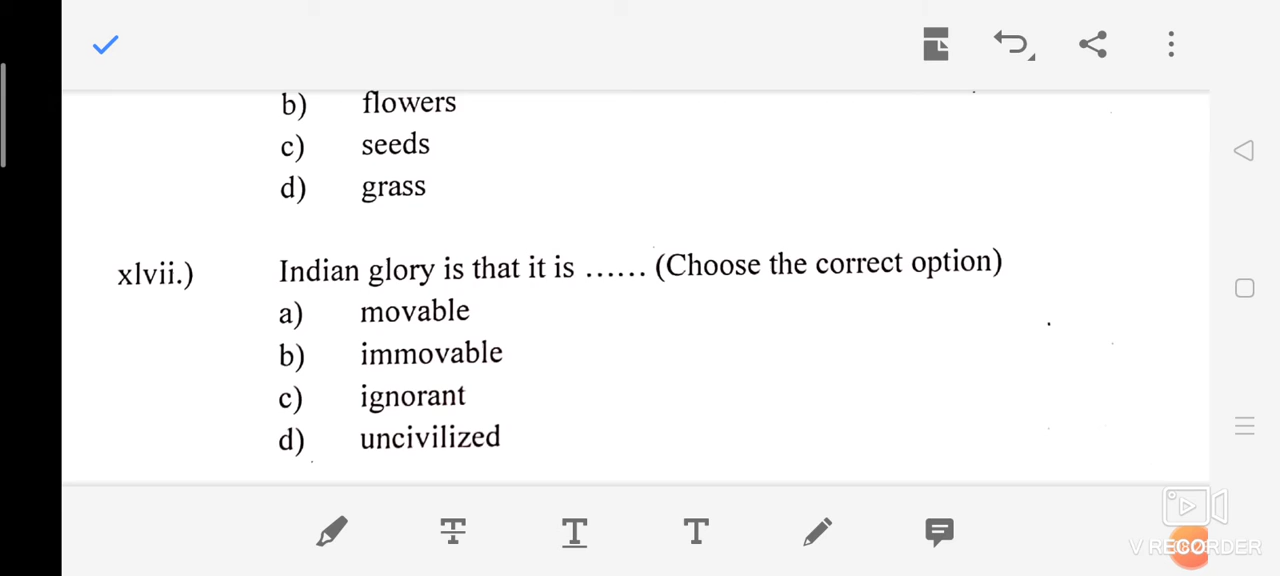 b) flowers
c) seeds
d) grass
xlvii.) Indian glory is that it is ...... (Choose the correct option)
a) movable
b) immovable
c) ignorant
d) uncivilized
T T T
V RECORDER